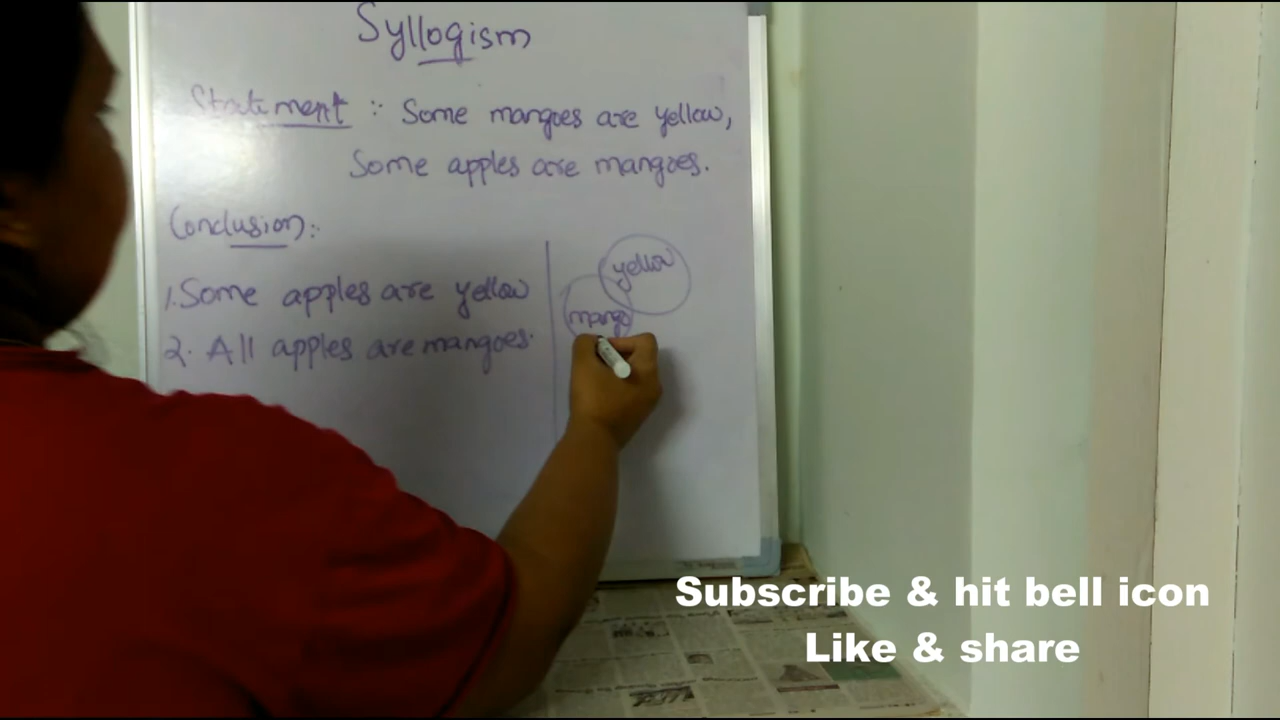 Syllogism
Statement :- Some mangoes are yellow,
Some apples are mangoes.
Conclusion:
1. Some apples are yellow
2. All apples are mangoes.
yellow
mango
Subscribe & hit bell icon
Like & share